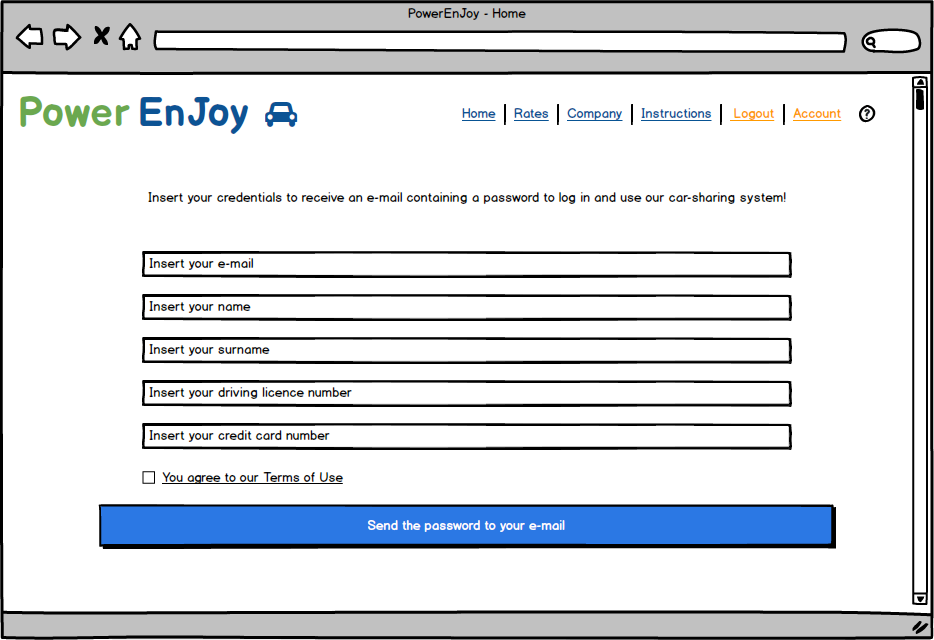 PowerEnJoy - Home
Power EnJoy
Home | Rates | Company | Instructions | Logout | Account ?
Insert your credentials to receive an e-mail containing a password to log in and use our car-sharing system!
Insert your e-mail
Insert your name
Insert your surname
Insert your driving licence number
Insert your credit card number
You agree to our Terms of Use
Send the password to your e-mail